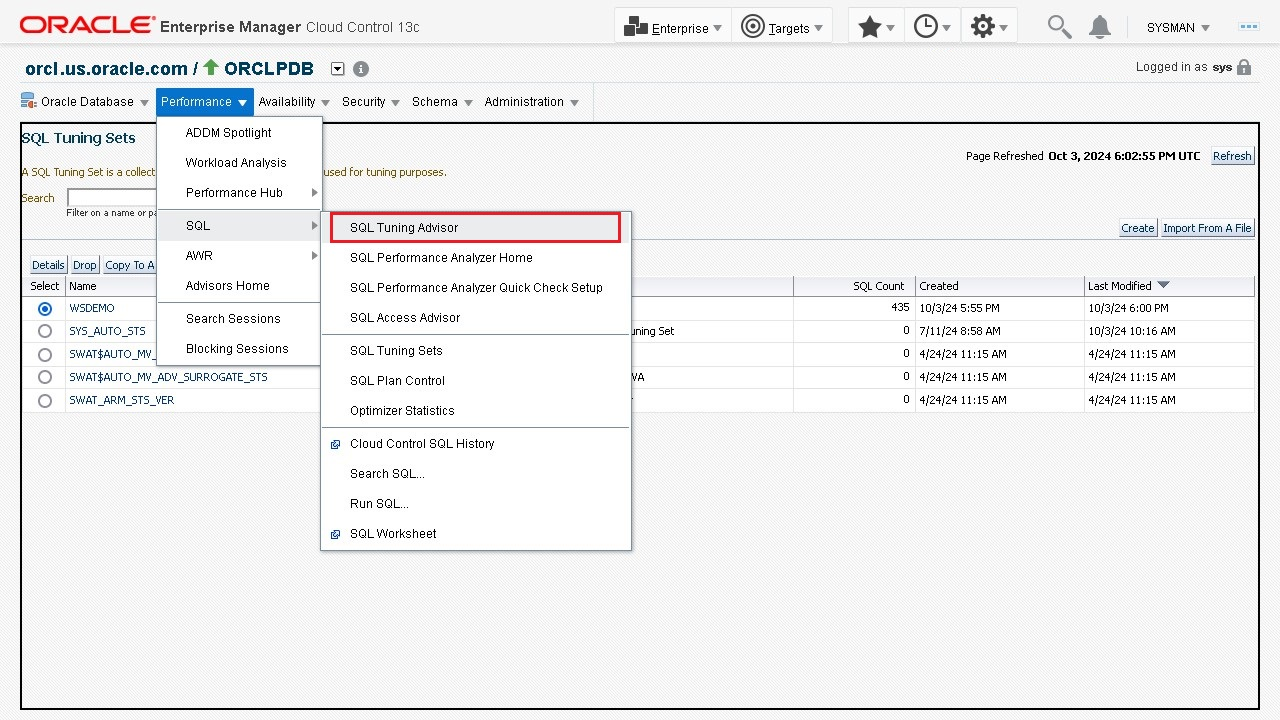 ORACLE Enterprise Manager Cloud Control 13c Enterprise Targets SYSMAN
orcl.us.oracle.com / ORCLPDB
Logged in as sys
Oracle Database Performance Availability Security Schema Administration
SQL Tuning Sets
Page Refreshed Oct 3, 2024 6:02:55 PM UTC Refresh
A SQL Tuning Set is a collect used for tuning purposes.
Search
Filter on a name or pa
Create Import From A File
Details Drop Copy To A
Select Name SQL Count Created Last Modified
WSDEMO 435 10/3/24 5:55 PM 10/3/24 6:00 PM
SYS_AUTO_STS uning Set 0 7/11/24 8:58 AM 10/3/24 10:16 AM
SWAT$AUTO_MV_ 0 4/24/24 11:15 AM 4/24/24 11:15 AM
SWAT$AUTO_MV_ADV_SURROGATE_STS VA 0 4/24/24 11:15 AM 4/24/24 11:15 AM
SWAT_ARM_STS_VER 0 4/24/24 11:15 AM 4/24/24 11:15 AM
ADDM Spotlight
Workload Analysis
Performance Hub
SQL
AWR
Advisors Home
Search Sessions
Blocking Sessions
SQL Tuning Advisor
SQL Performance Analyzer Home
SQL Performance Analyzer Quick Check Setup
SQL Access Advisor
SQL Tuning Sets
SQL Plan Control
Optimizer Statistics
Cloud Control SQL History
Search SQL...
Run SQL...
SQL Worksheet